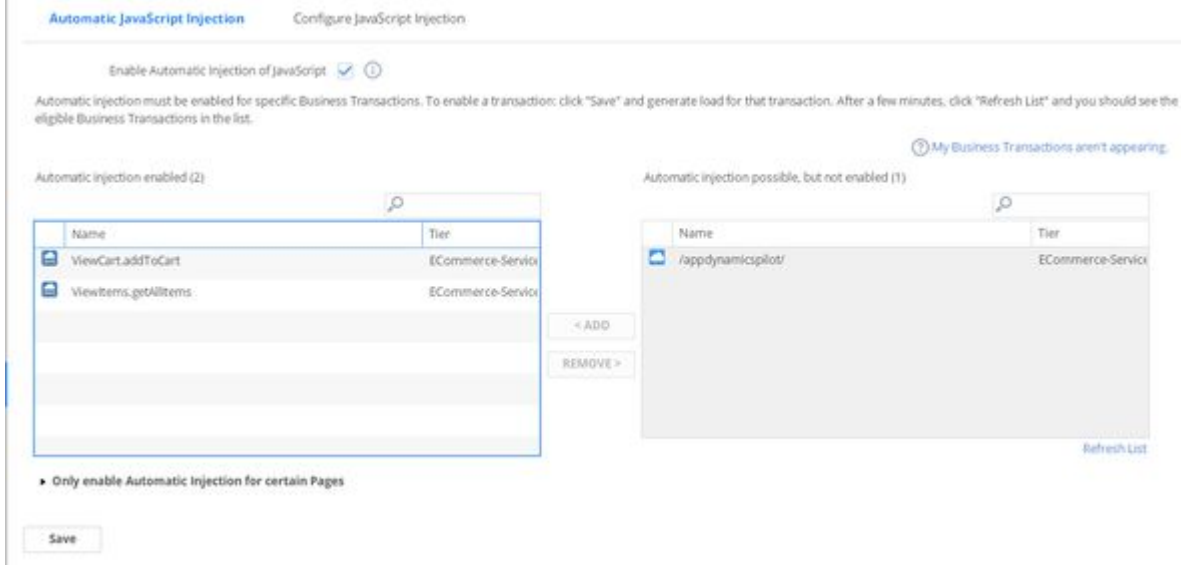 Automatic JavaScript Injection    Configure JavaScript Injection
Enable Automatic Injection of JavaScript
Automatic injection must be enabled for specific Business Transactions. To enable a transaction: click "Save" and generate load for that transaction. After a few minutes, click "Refresh List" and you should see the
eligible Business Transactions in the list.
My Business Transactions aren't appearing.
Automatic injection enabled (2)    Automatic injection possible, but not enabled (1)
Name    Tier    Name    Tier
ViewCart.addToCart    ECommerce-Service    /appdynamicspilot/    ECommerce-Service
ViewItems.getAllItems    ECommerce-Service
< ADD
REMOVE >
Refresh List
Only enable Automatic Injection for certain Pages
Save